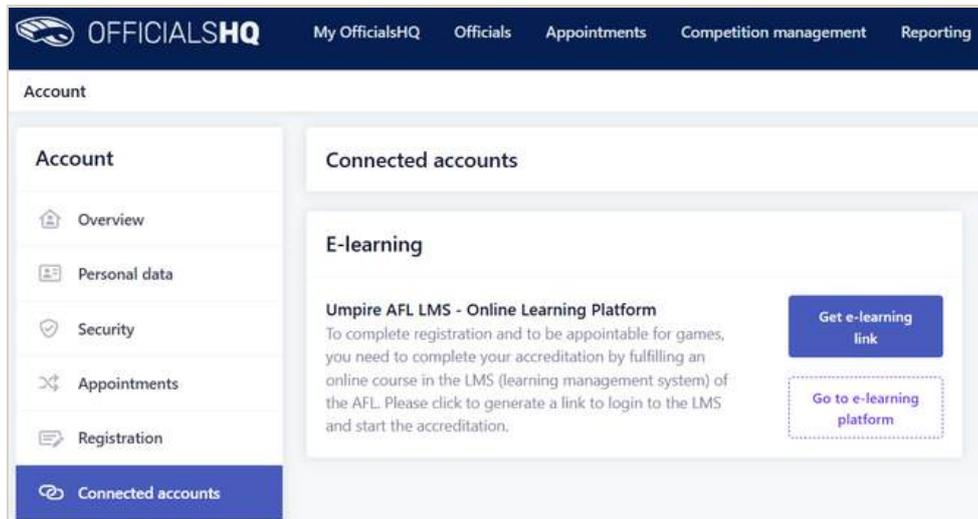 OFFICIALSHQ
My OfficialsHQ
Officials
Appointments
Competition management
Reporting
Account
Account
Overview
Personal data
Security
Appointments
Registration
Connected accounts
Connected accounts
E-learning
Umpire AFL LMS - Online Learning Platform
To complete registration and to be appointable for games,
you need to complete your accreditation by fulfilling an
online course in the LMS (learning management system) of
the AFL. Please click to generate a link to login to the LMS
and start the accreditation.
Get e-learning
link
Go to e-learning
platform